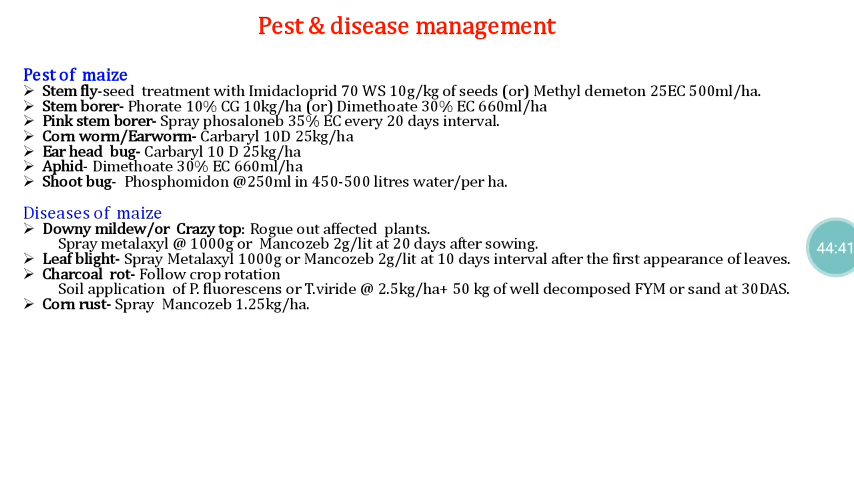 Pest & disease management
Pest of maize
➢ Stem fly-seed treatment with Imidacloprid 70 WS 10g/kg of seeds (or) Methyl demeton 25EC 500ml/ha.
➢ Stem borer- Phorate 10% CG 10kg/ha (or) Dimethoate 30% EC 660ml/ha
➢ Pink stem borer- Spray phosaloneb 35% EC every 20 days interval.
➢ Corn worm/Earworm- Carbaryl 10D 25kg/ha
➢ Ear head bug- Carbaryl 10 D 25kg/ha
➢ Aphid- Dimethoate 30% EC 660ml/ha
➢ Shoot bug- Phosphomidon @250ml in 450-500 litres water/per ha.
Diseases of maize
➢ Downy mildew/or Crazy top: Rogue out affected plants.
Spray metalaxyl @ 1000g or Mancozeb 2g/lit at 20 days after sowing.
44:41
➢ Leaf blight- Spray Metalaxyl 1000g or Mancozeb 2g/lit at 10 days interval after the first appearance of leaves.
➢ Charcoal rot- Follow crop rotation
Soil application of P. fluorescens or T.viride @ 2.5kg/ha+ 50 kg of well decomposed FYM or sand at 30DAS.
➢ Corn rust- Spray Mancozeb 1.25kg/ha.